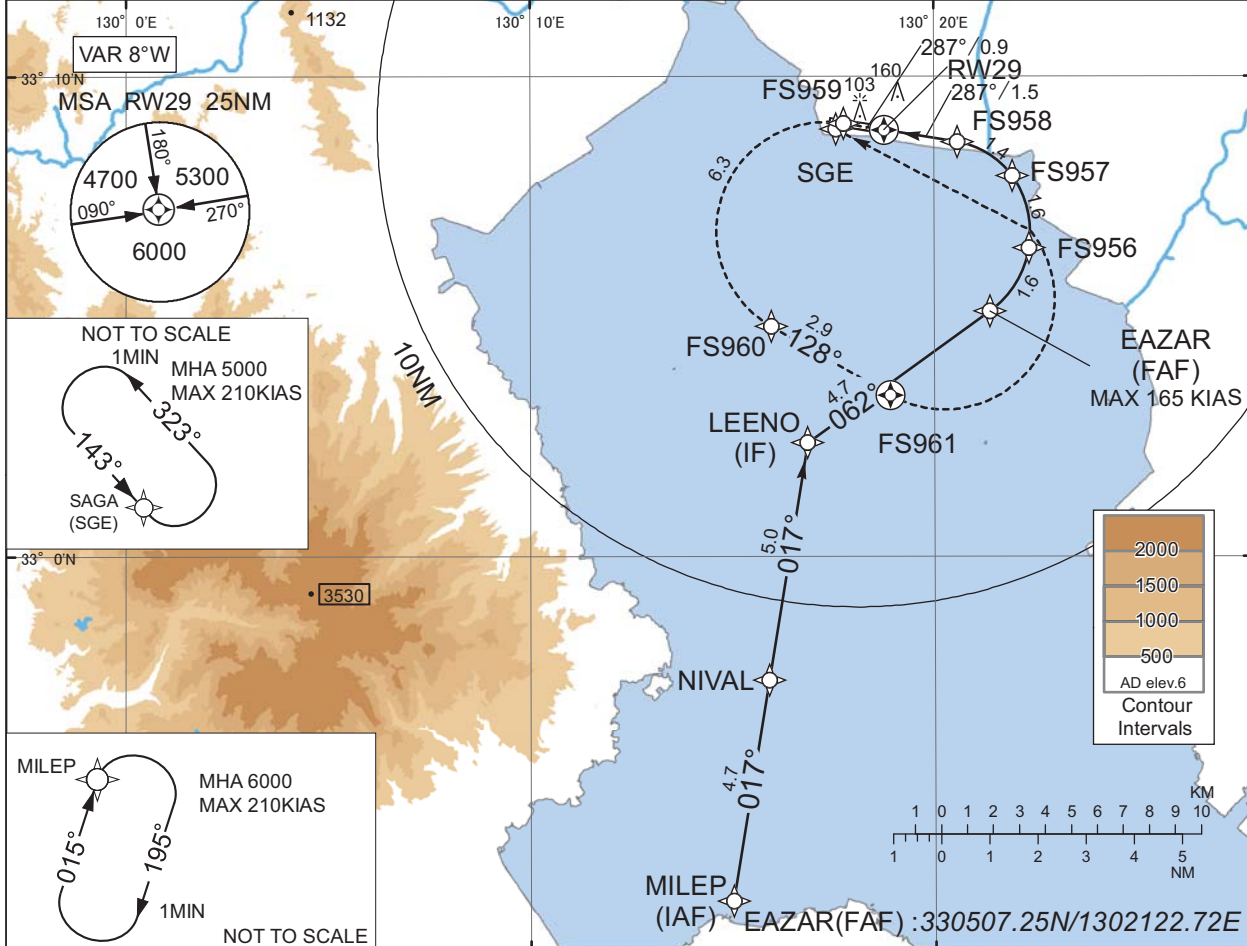 130° 0'E
130° 10'E
130° 20'E
1132
VAR 8°W
33° 10'N
MSA RW29 25NM
180°
4700
5300
090°
270°
6000
287°/0.9
RW29
160
103
FS959
287°/1.5
FS958
1.4
SGE
FS957
1.6
6.3
FS956
1.6
NOT TO SCALE
1MIN
MHA 5000
MAX 210KIAS
323°
143°
SAGA
(SGE)
10NM
FS960
2.9
128°
EAZAR
(FAF)
MAX 165 KIAS
4.7
062°
FS961
LEENO
(IF)
5.0
017°
33° 0'N
3530
2000
1500
1000
500
AD elev.6
Contour
Intervals
NIVAL
4.7
017°
MILEP
MHA 6000
MAX 210KIAS
015°
195°
1MIN
NOT TO SCALE
KM
1 0 1 2 3 4 5 6 7 8 9 10
1 0 1 2 3 4 5
NM
MILEP
(IAF)
EAZAR(FAF) :330507.25N/1302122.72E